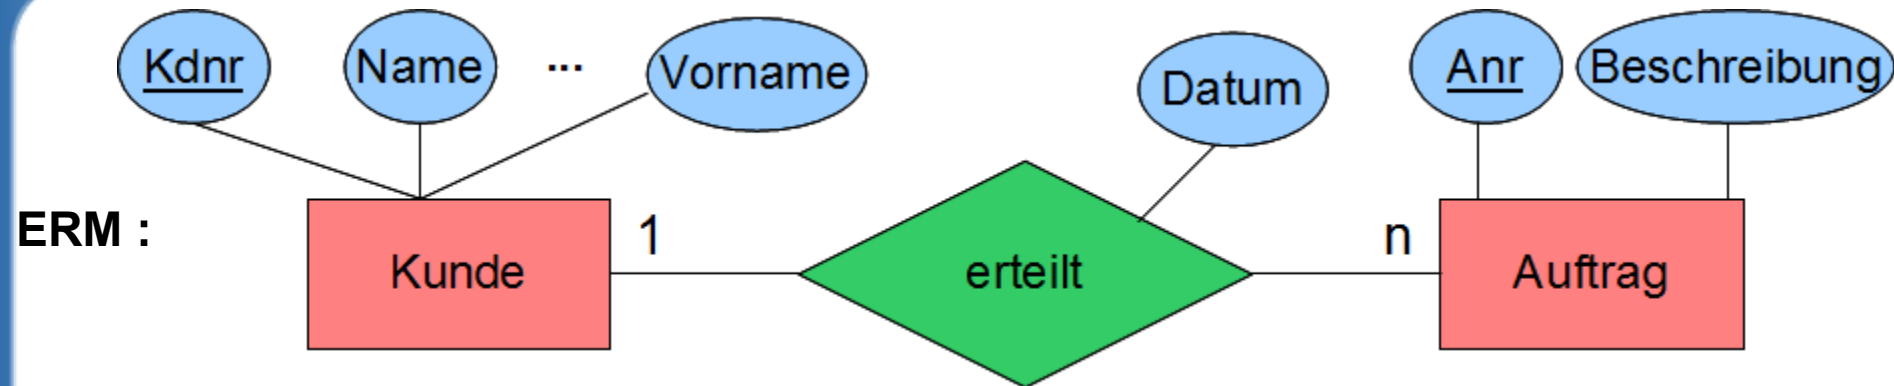 Kdnr
Name
...
Vorname
Datum
Anr
Beschreibung
ERM :
Kunde
1
erteilt
n
Auftrag